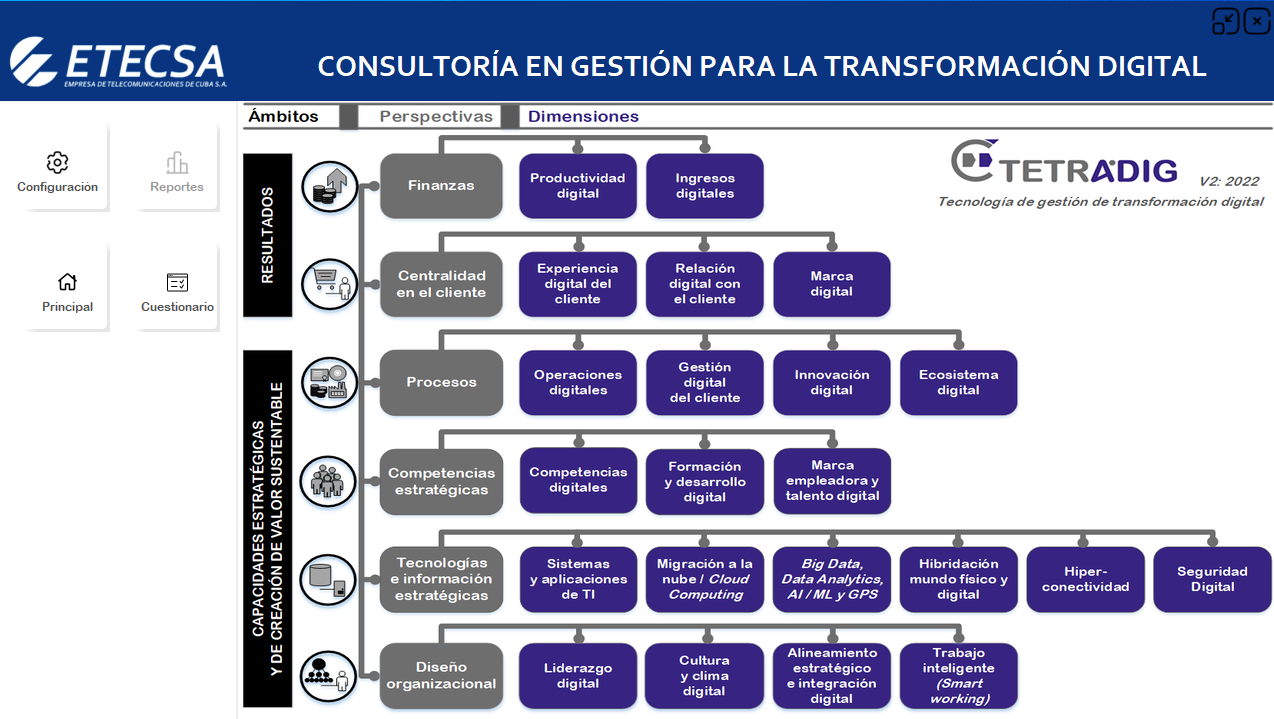 ETECSA
EMPRESA DE TELECOMUNICACIONES DE CUBA S.A.
CONSULTORÍA EN GESTIÓN PARA LA TRANSFORMACIÓN DIGITAL
Configuración
Reportes
Principal
Cuestionario
Ámbitos
Perspectivas
Dimensiones
TETRÁDIG
V2: 2022
Tecnología de gestión de transformación digital
RESULTADOS
Finanzas
Productividad
digital
Ingresos
digitales
Centralidad
en el cliente
Experiencia
digital del
cliente
Relación
digital con
el cliente
Marca
digital
CAPACIDADES ESTRATÉGICAS
Y DE CREACIÓN DE VALOR SUSTENTABLE
Procesos
Operaciones
digitales
Gestión
digital
del cliente
Innovación
digital
Ecosistema
digital
Competencias
estratégicas
Competencias
digitales
Formación
y desarrollo
digital
Marca
empleadora y
talento digital
Tecnologías
e información
estratégicas
Sistemas
y aplicaciones
de TI
Migración a la
nube / Cloud
Computing
Big Data,
Data Analytics,
AI / ML y GPS
Hibridación
mundo físico y
digital
Hiper-
conectividad
Seguridad
Digital
Diseño
organizacional
Liderazgo
digital
Cultura
y clima
digital
Alineamiento
estratégico
e integración
digital
Trabajo
inteligente
(Smart
working)